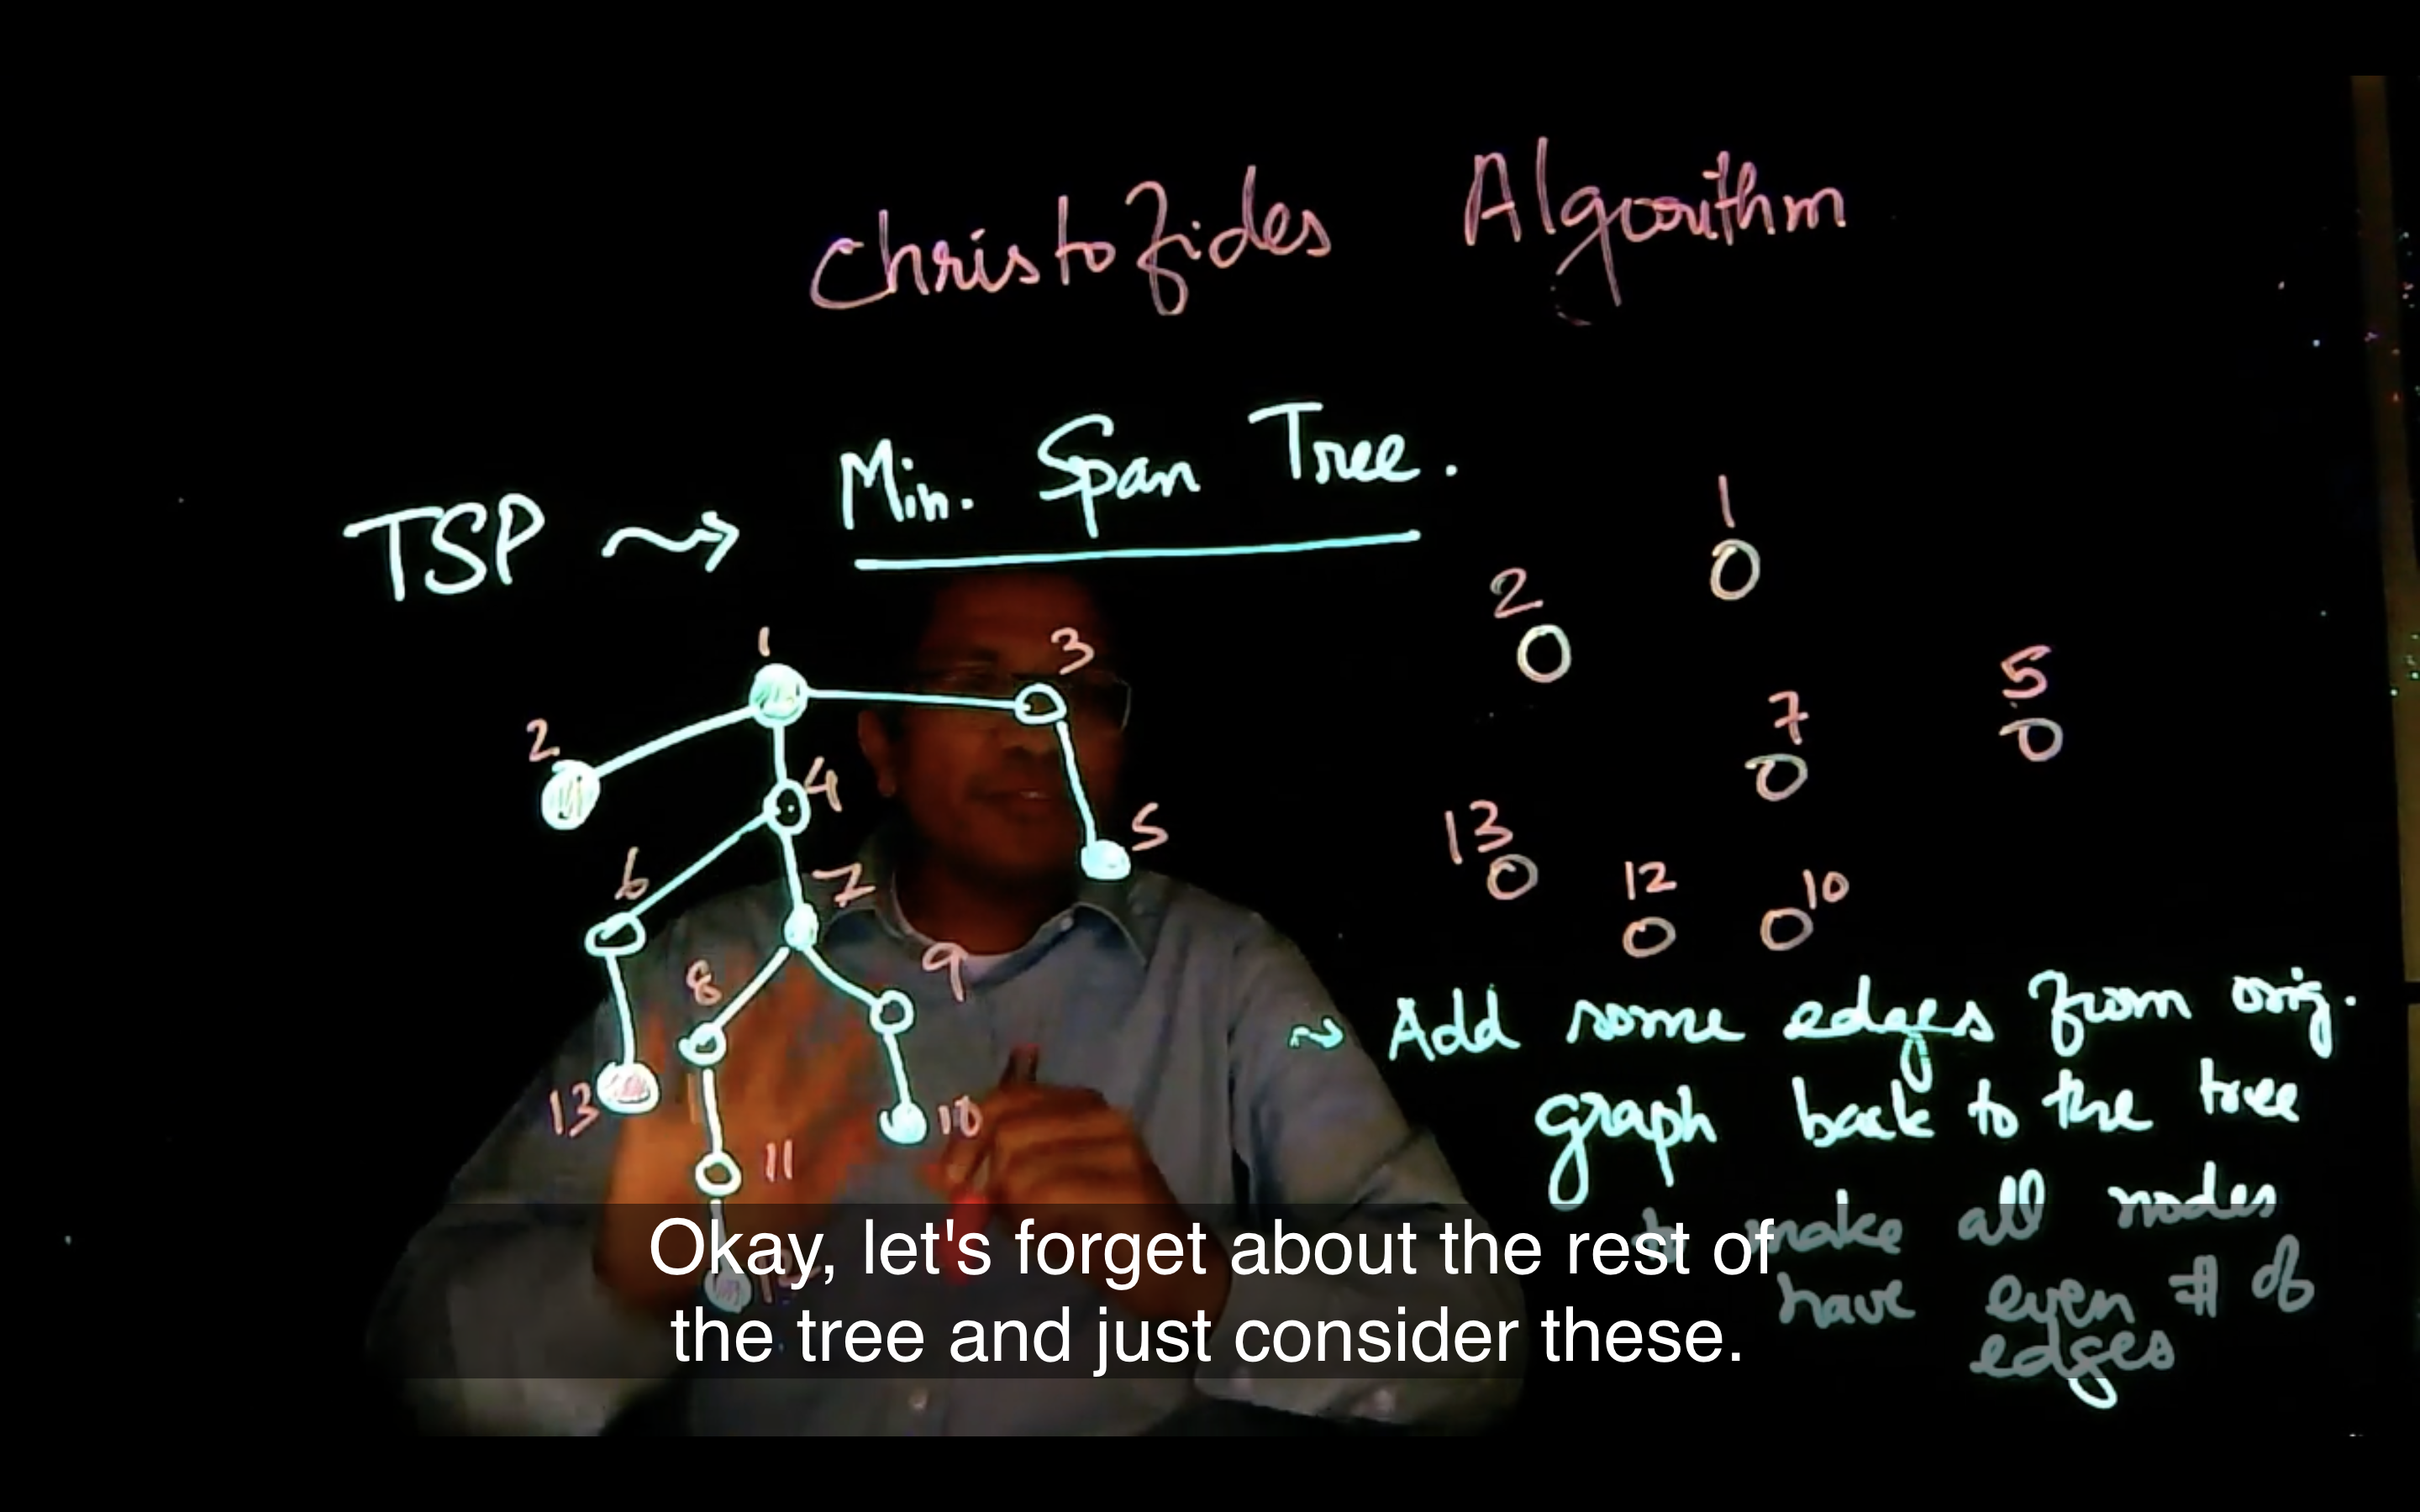 Christofides Algorithm
TSP ⇝ Min. Span Tree.
1
2
3
4
5
6
7
8
9
10
11
13
1
2
5
7
13
12
10
⇝ Add some edges from orig.
graph back to the tree
to make all nodes
have even # of
edges
Okay, let's forget about the rest of
the tree and just consider these.